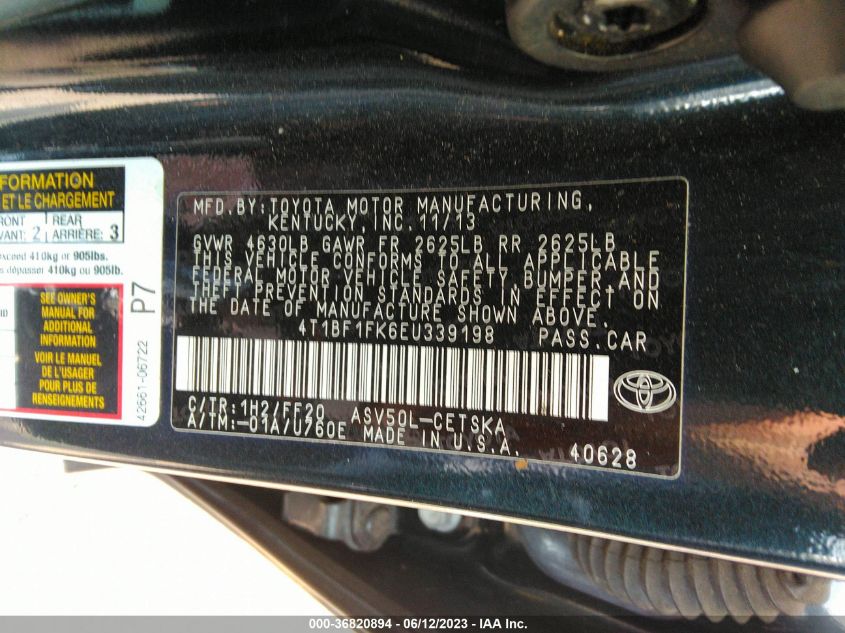 FORMATION
ET LE CHARGEMENT
FRONT
AVANT: 2
REAR
ARRIÈRE: 3
exceed 410kg or 905lbs.
dépasser 410kg ou 905lb.
SEE OWNER'S
MANUAL FOR
ADDITIONAL
INFORMATION
VOIR LE MANUEL
DE L'USAGER
POUR PLUS DE
RENSEIGNEMENTS
P7
42661-06722
MFD.BY:TOYOTA MOTOR MANUFACTURING,
KENTUCKY,INC.11/13
GVWR 4630LB GAWR FR 2625LB RR 2625LB
THIS VEHICLE CONFORMS TO ALL APPLICABLE
FEDERAL MOTOR VEHICLE SAFETY,BUMPER,AND
THEFT PREVENTION STANDARDS IN EFFECT ON
THE DATE OF MANUFACTURE SHOWN ABOVE.
4T1BF1FK6EU339198 PASS.CAR
C/TR:1H2/FF20 ASV50L-CETSKA
A/TM:-01A/U760E MADE IN U.S.A. 40628
000-36820894 - 06/12/2023 - © IAA Inc.